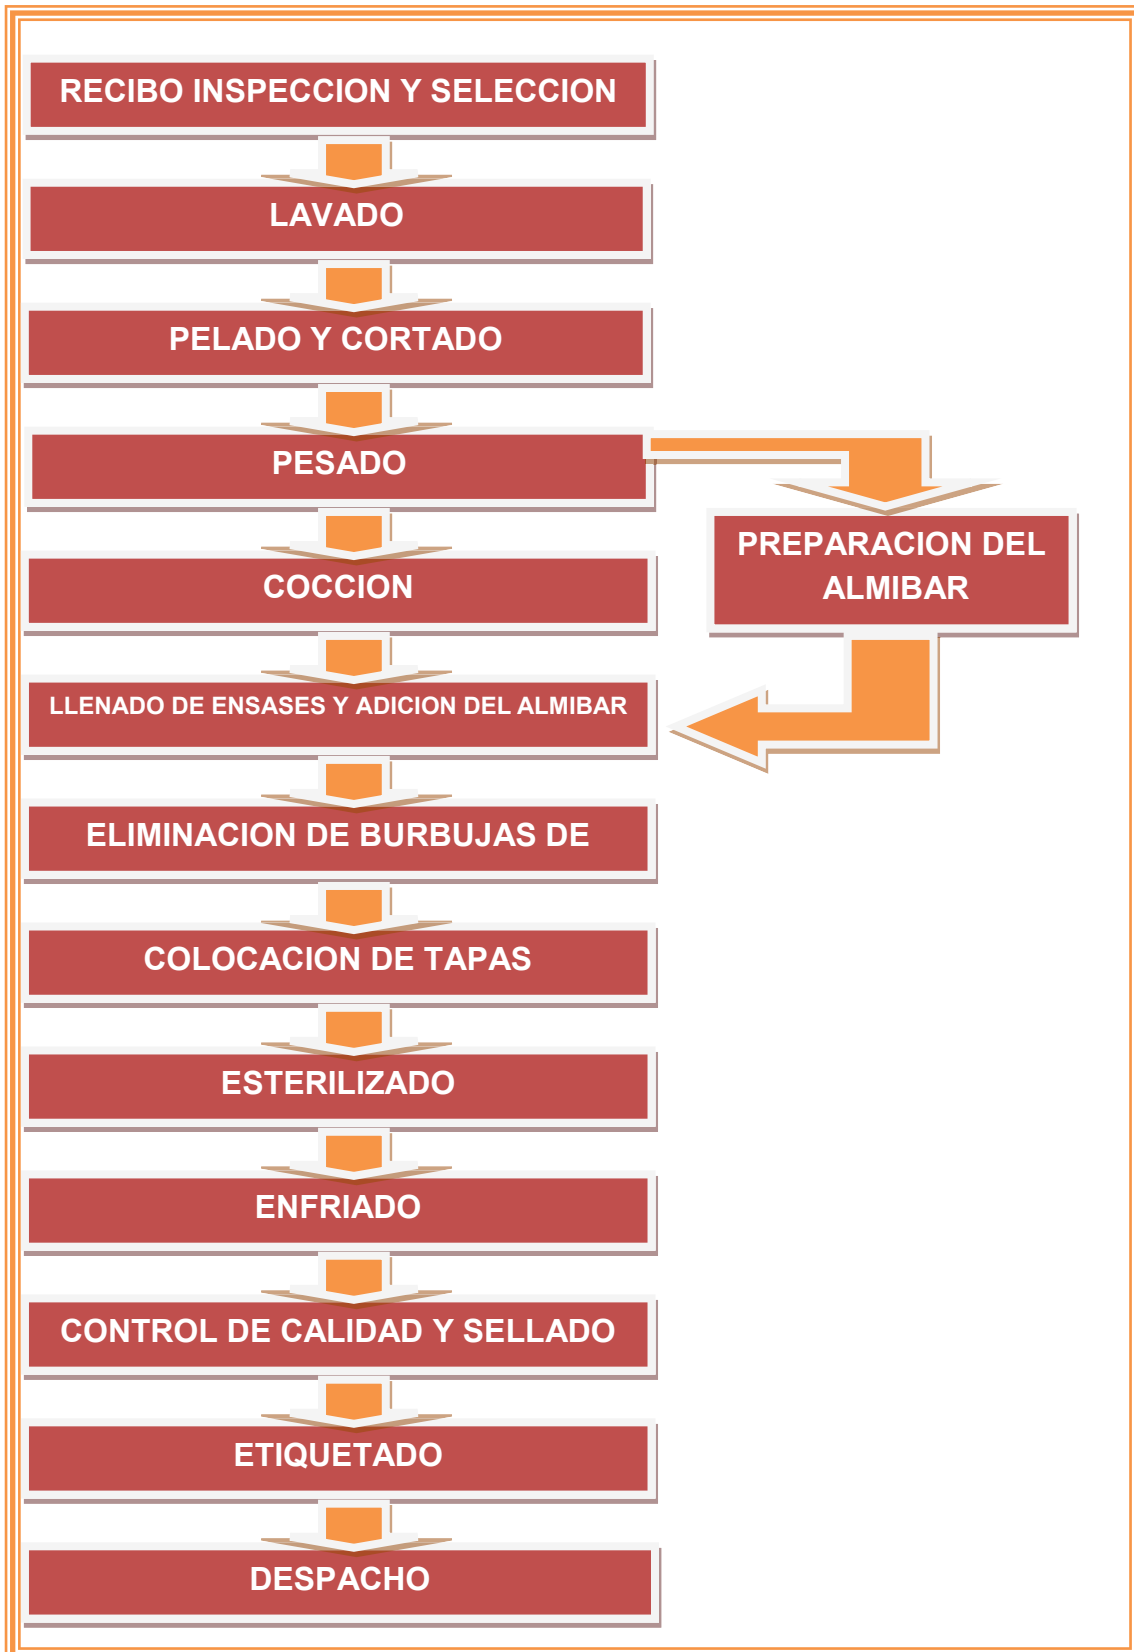 RECIBO INSPECCION Y SELECCION
LAVADO
PELADO Y CORTADO
PESADO
PREPARACION DEL
ALMIBAR
COCCION
LLENADO DE ENSASES Y ADICION DEL ALMIBAR
ELIMINACION DE BURBUJAS DE
COLOCACION DE TAPAS
ESTERILIZADO
ENFRIADO
CONTROL DE CALIDAD Y SELLADO
ETIQUETADO
DESPACHO